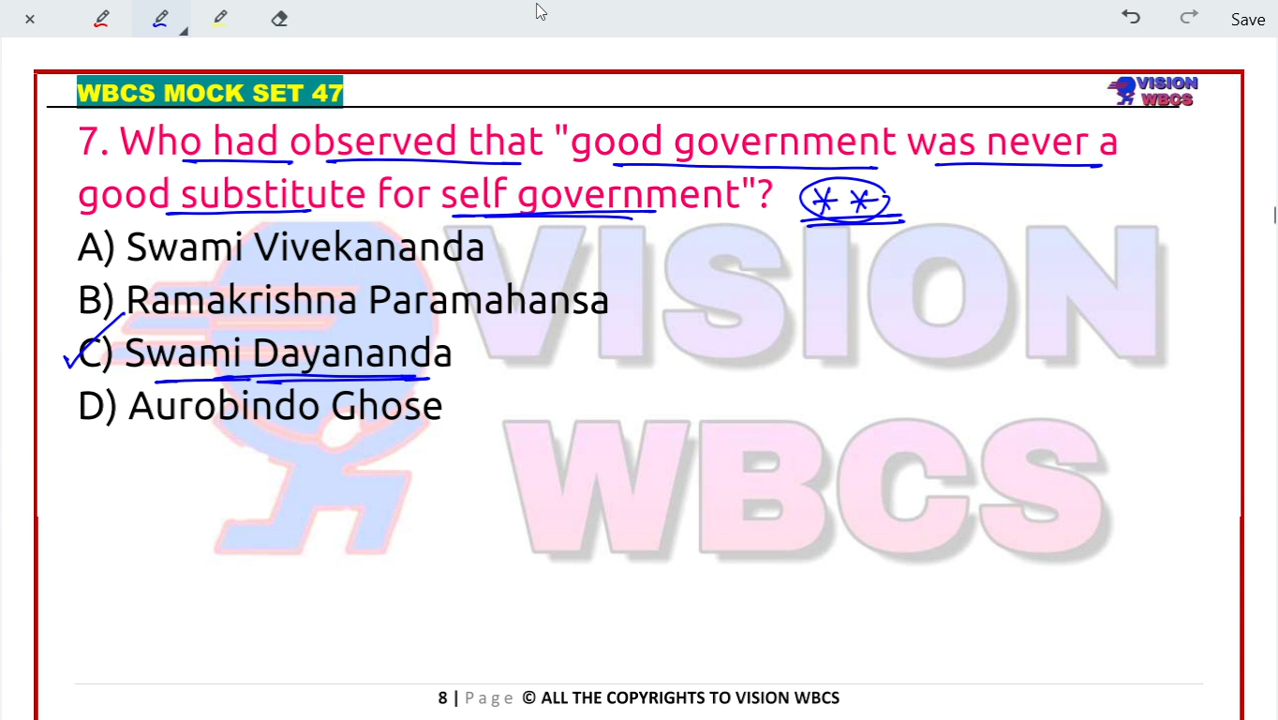 Save
WBCS MOCK SET 47
VISION
WBCS
7. Who had observed that "good government was never a
good substitute for self government"? **
A) Swami Vivekananda
B) Ramakrishna Paramahansa
C) Swami Dayananda
D) Aurobindo Ghose
VISION
WBCS
8 | Page © ALL THE COPYRIGHTS TO VISION WBCS